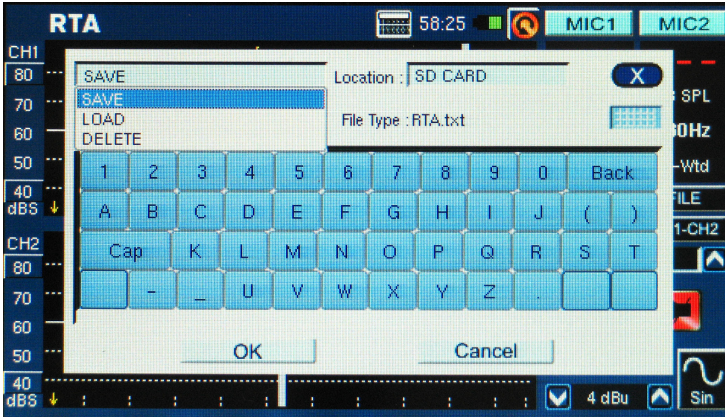 RTA 58:25 MIC1 MIC2
CH1
80
70
60
50
40
dBS
CH2
80
70
60
50
40
dBS
SAVE Location : SD CARD X
SAVE
LOAD
DELETE
File Type : RTA.txt
1 2 3 4 5 6 7 8 9 0 Back
A B C D E F G H I J ( )
Cap K L M N O P Q R S T
- _ U V W X Y Z .
OK Cancel
SPL
0Hz
-Wtd
FILE
1-CH2
4 dBu Sin